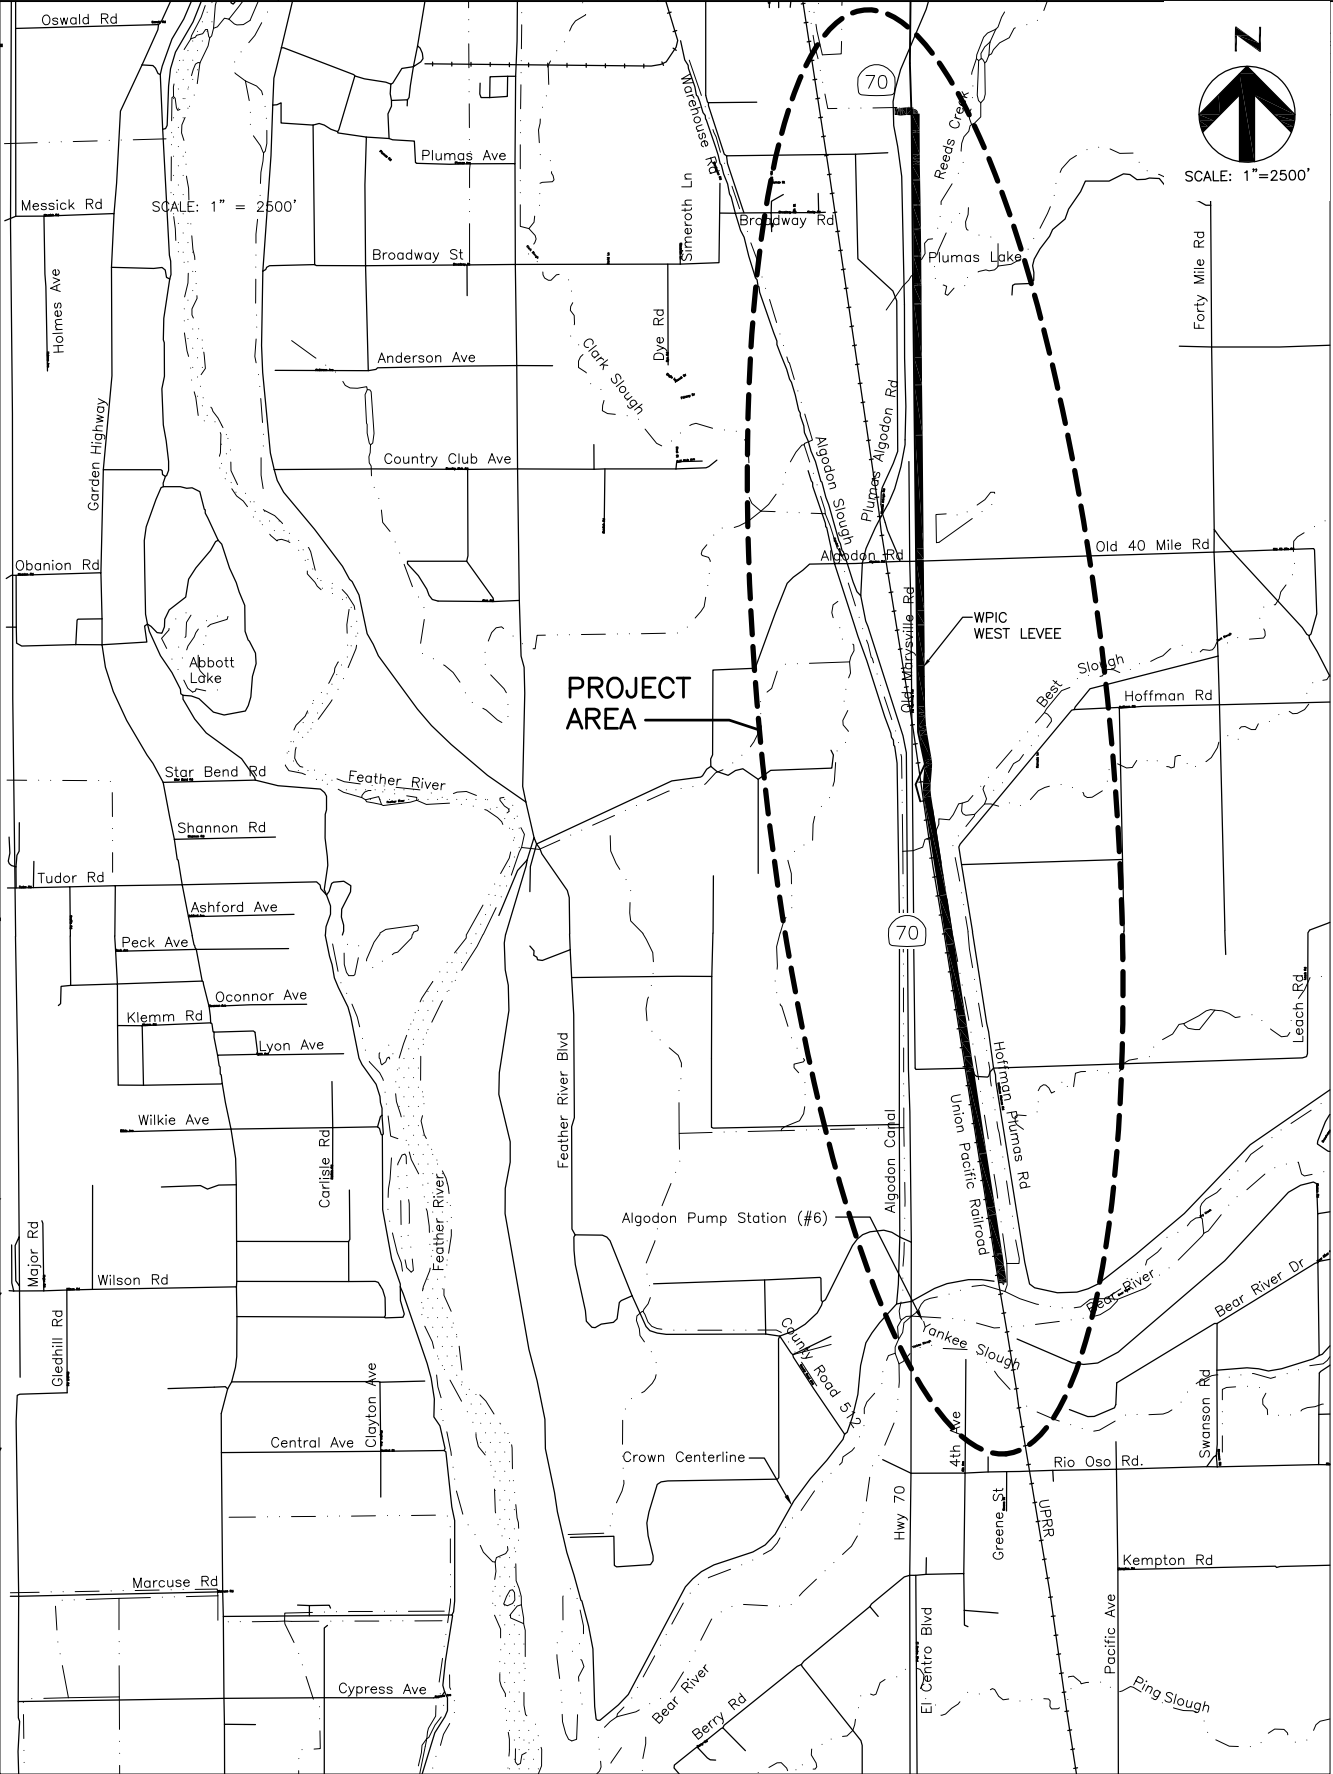 Oswald Rd
70
N
Warehouse Rd
Reeds Creek
Plumas Ave
SCALE: 1"=2500'
Messick Rd
SCALE: 1" = 2500'
Simeroth Ln
Broadway Rd
Broadway St
Plumas Lake
Forty Mile Rd
Holmes Ave
Dye Rd
Clark Slough
Anderson Ave
Garden Highway
Country Club Ave
Algodon Slough
Plumas Algodon Rd
Obanion Rd
Algodon Rd
Old 40 Mile Rd
WPIC
WEST LEVEE
Old Marysville Rd
Abbott
Lake
PROJECT
AREA
Best Slough
Hoffman Rd
Star Bend Rd
Feather River
Shannon Rd
Tudor Rd
Ashford Ave
Peck Ave
70
Oconnor Ave
Klemm Rd
Lyon Ave
Leach Rd
Feather River Blvd
Hoffman Plumas Rd
Wilkie Ave
Carlisle Rd
Algodon Canal
Union Pacific Railroad
Feather River
Algodon Pump Station (#6)
Major Rd
Wilson Rd
Bear River
Bear River Dr
Gledhill Rd
County Road 512
Yankee Slough
Clayton Ave
Swanson Rd
Central Ave
4th Ave
Crown Centerline
Rio Oso Rd.
Hwy 70
Greene St
UPRR
Kempton Rd
Marcuse Rd
El Centro Blvd
Pacific Ave
Cypress Ave
Bear River
Berry Rd
Ping Slough